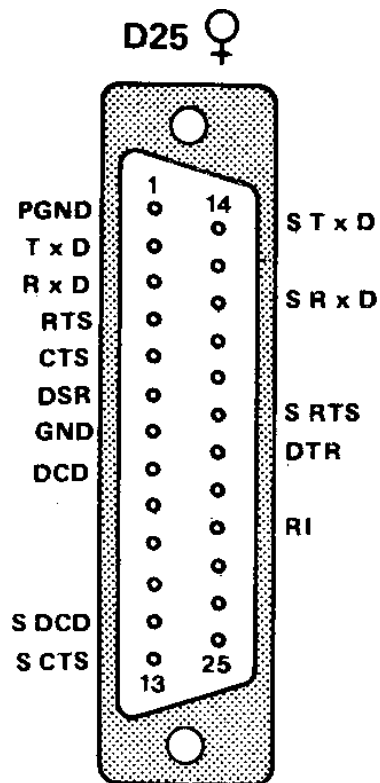 D25 ♀
1
14
PGND
S T x D
T x D
R x D
S R x D
RTS
CTS
DSR
S RTS
GND
DTR
DCD
RI
S DCD
S CTS
13
25